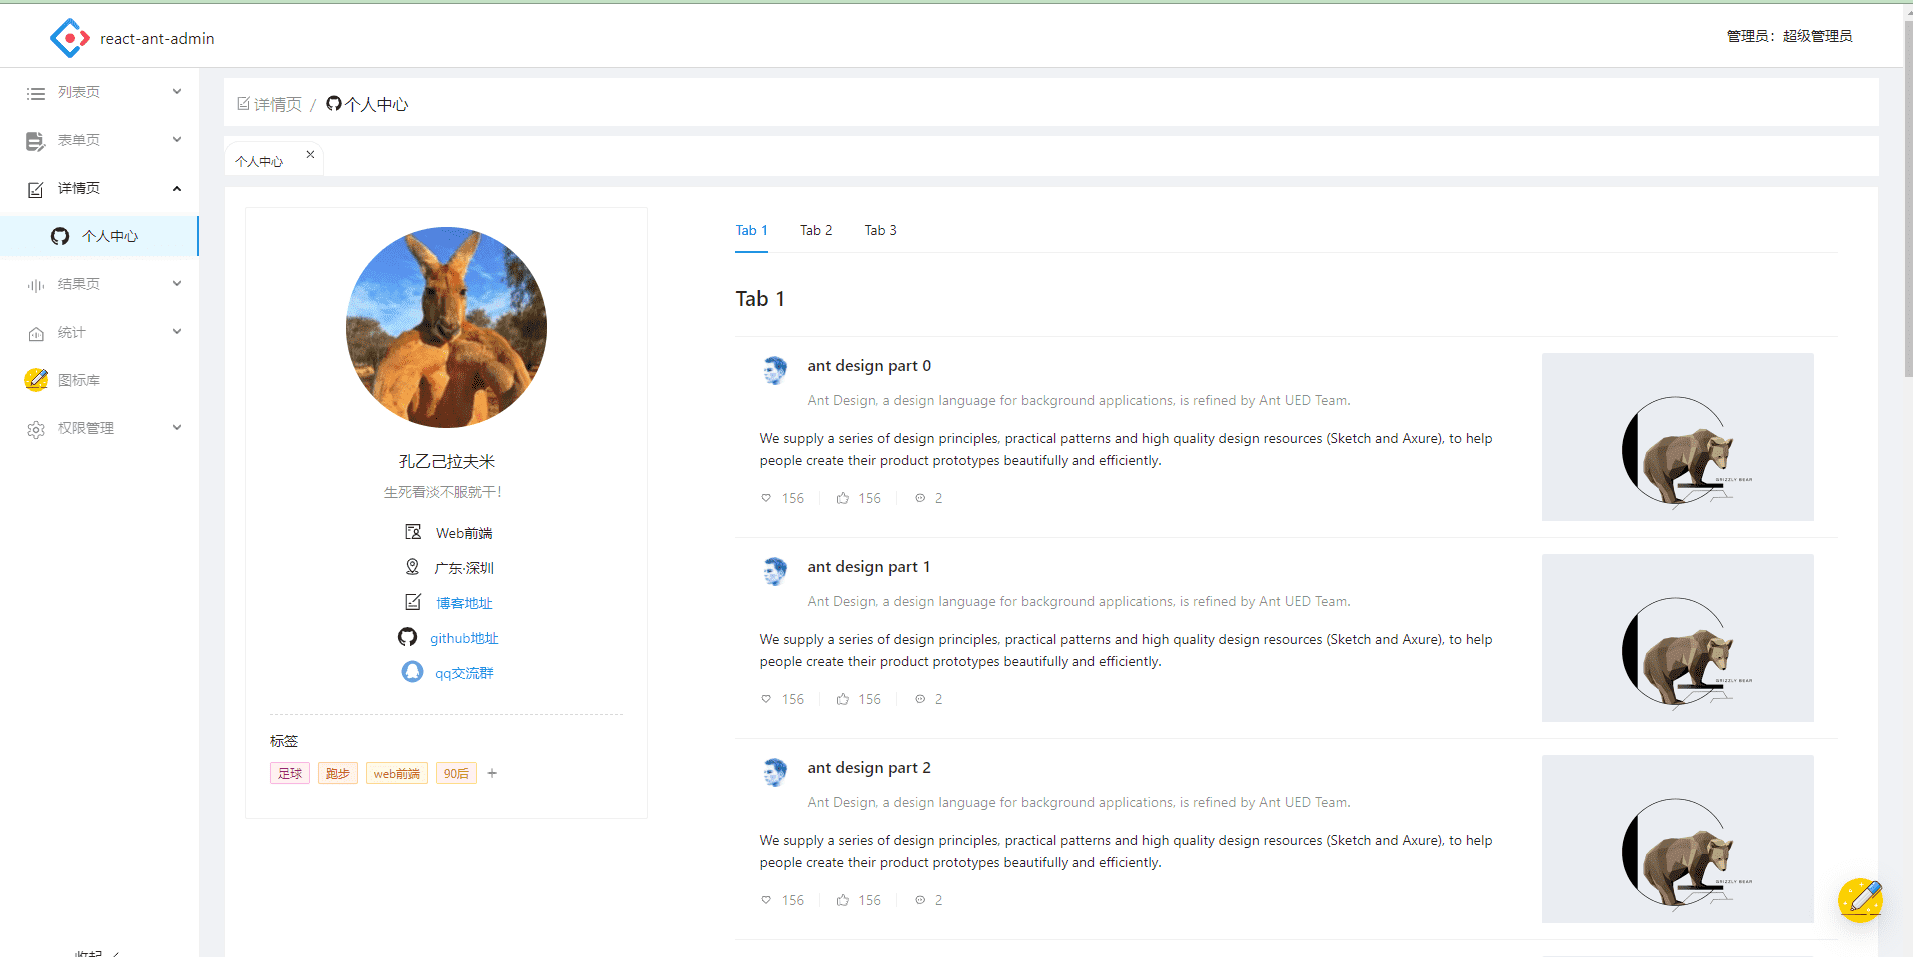 react-ant-admin
管理员：超级管理员
列表页
表单页
详情页
个人中心
结果页
统计
图标库
权限管理
收起
详情页 / 个人中心
个人中心
孔乙己拉夫米
生死看淡不服就干！
Web前端
广东·深圳
博客地址
github地址
qq交流群
标签
足球 跑步 web前端 90后 +
Tab 1 Tab 2 Tab 3
Tab 1
ant design part 0
Ant Design, a design language for background applications, is refined by Ant UED Team.
We supply a series of design principles, practical patterns and high quality design resources (Sketch and Axure), to help
people create their product prototypes beautifully and efficiently.
156 156 2
GRIZZLY BEAR
ant design part 1
Ant Design, a design language for background applications, is refined by Ant UED Team.
We supply a series of design principles, practical patterns and high quality design resources (Sketch and Axure), to help
people create their product prototypes beautifully and efficiently.
156 156 2
GRIZZLY BEAR
ant design part 2
Ant Design, a design language for background applications, is refined by Ant UED Team.
We supply a series of design principles, practical patterns and high quality design resources (Sketch and Axure), to help
people create their product prototypes beautifully and efficiently.
156 156 2
GRIZZLY BEAR